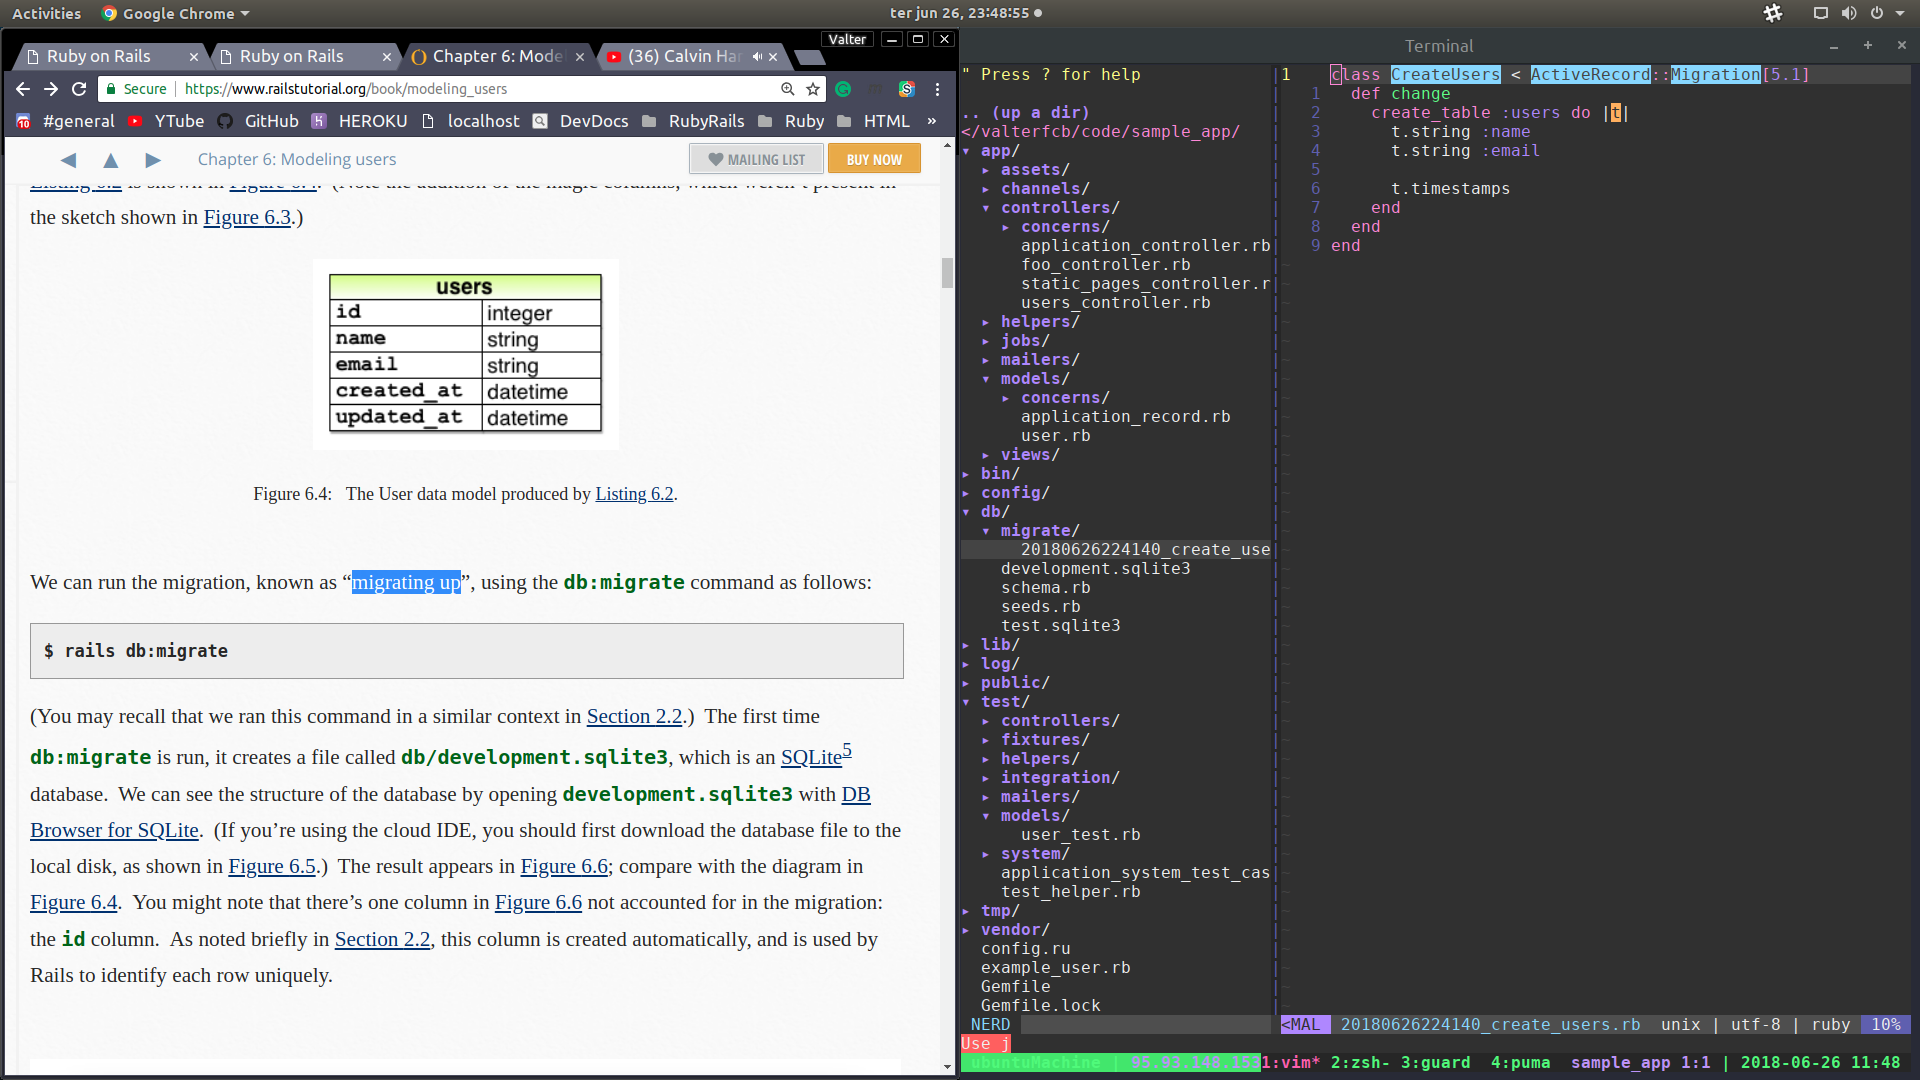 Activities Google Chrome ter jun 26, 23:48:55
Valter
Ruby on Rails Ruby on Rails Chapter 6: Mode (36) Calvin Har
Secure https://www.railstutorial.org/book/modeling_users
#general YTube GitHub HEROKU localhost DevDocs RubyRails Ruby HTML »
Chapter 6: Modeling users MAILING LIST BUY NOW
the sketch shown in Figure 6.3.)
users
id integer
name string
email string
created_at datetime
updated_at datetime
Figure 6.4: The User data model produced by Listing 6.2.
We can run the migration, known as “migrating up”, using the db:migrate command as follows:
$ rails db:migrate
(You may recall that we ran this command in a similar context in Section 2.2.) The first time
db:migrate is run, it creates a file called db/development.sqlite3, which is an SQLite5
database. We can see the structure of the database by opening development.sqlite3 with DB
Browser for SQLite. (If you’re using the cloud IDE, you should first download the database file to the
local disk, as shown in Figure 6.5.) The result appears in Figure 6.6; compare with the diagram in
Figure 6.4. You might note that there’s one column in Figure 6.6 not accounted for in the migration:
the id column. As noted briefly in Section 2.2, this column is created automatically, and is used by
Rails to identify each row uniquely.
Terminal
" Press ? for help
.. (up a dir)
</valterfcb/code/sample_app/
▾ app/
▸ assets/
▸ channels/
▾ controllers/
▸ concerns/
application_controller.rb
foo_controller.rb
static_pages_controller.r
users_controller.rb
▸ helpers/
▸ jobs/
▸ mailers/
▾ models/
▸ concerns/
application_record.rb
user.rb
▸ views/
▸ bin/
▸ config/
▾ db/
▾ migrate/
20180626224140_create_use
development.sqlite3
schema.rb
seeds.rb
test.sqlite3
▸ lib/
▸ log/
▸ public/
▾ test/
▸ controllers/
▸ fixtures/
▸ helpers/
▸ integration/
▸ mailers/
▾ models/
user_test.rb
▸ system/
application_system_test_cas
test_helper.rb
▸ tmp/
▸ vendor/
config.ru
example_user.rb
Gemfile
Gemfile.lock
1 class CreateUsers < ActiveRecord::Migration[5.1]
1 def change
2 create_table :users do |t|
3 t.string :name
4 t.string :email
5
6 t.timestamps
7 end
8 end
9 end
NERD <MAL 20180626224140_create_users.rb unix | utf-8 | ruby 10%
Use j
ubuntuMachine | 95.93.148.1531:vim* 2:zsh- 3:guard 4:puma sample_app 1:1 | 2018-06-26 11:48